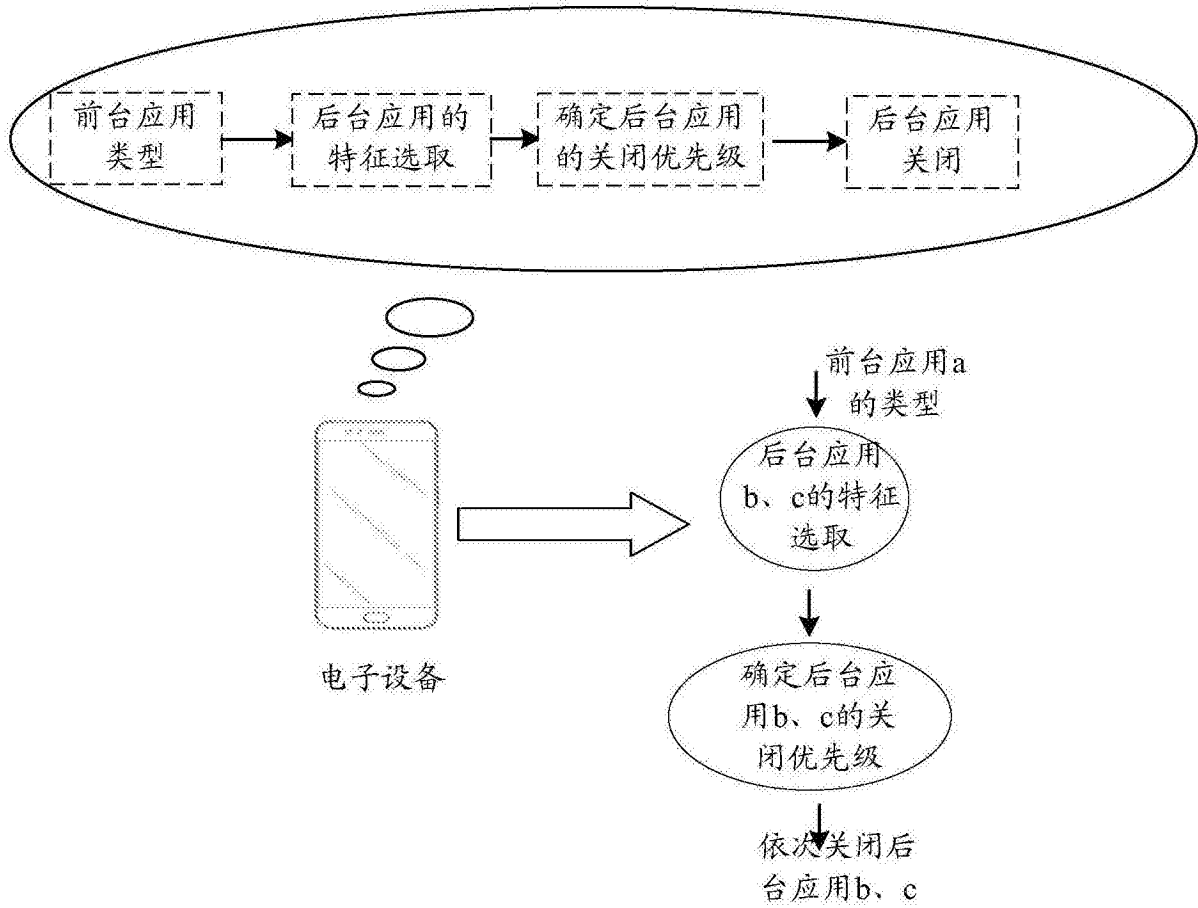 前台应用
类型
后台应用的
特征选取
确定后台应用
的关闭优先级
后台应用
关闭
前台应用a
的类型
后台应用
b、c的特征
选取
电子设备
确定后台应
用b、c的关
闭优先级
依次关闭后
台应用b、c